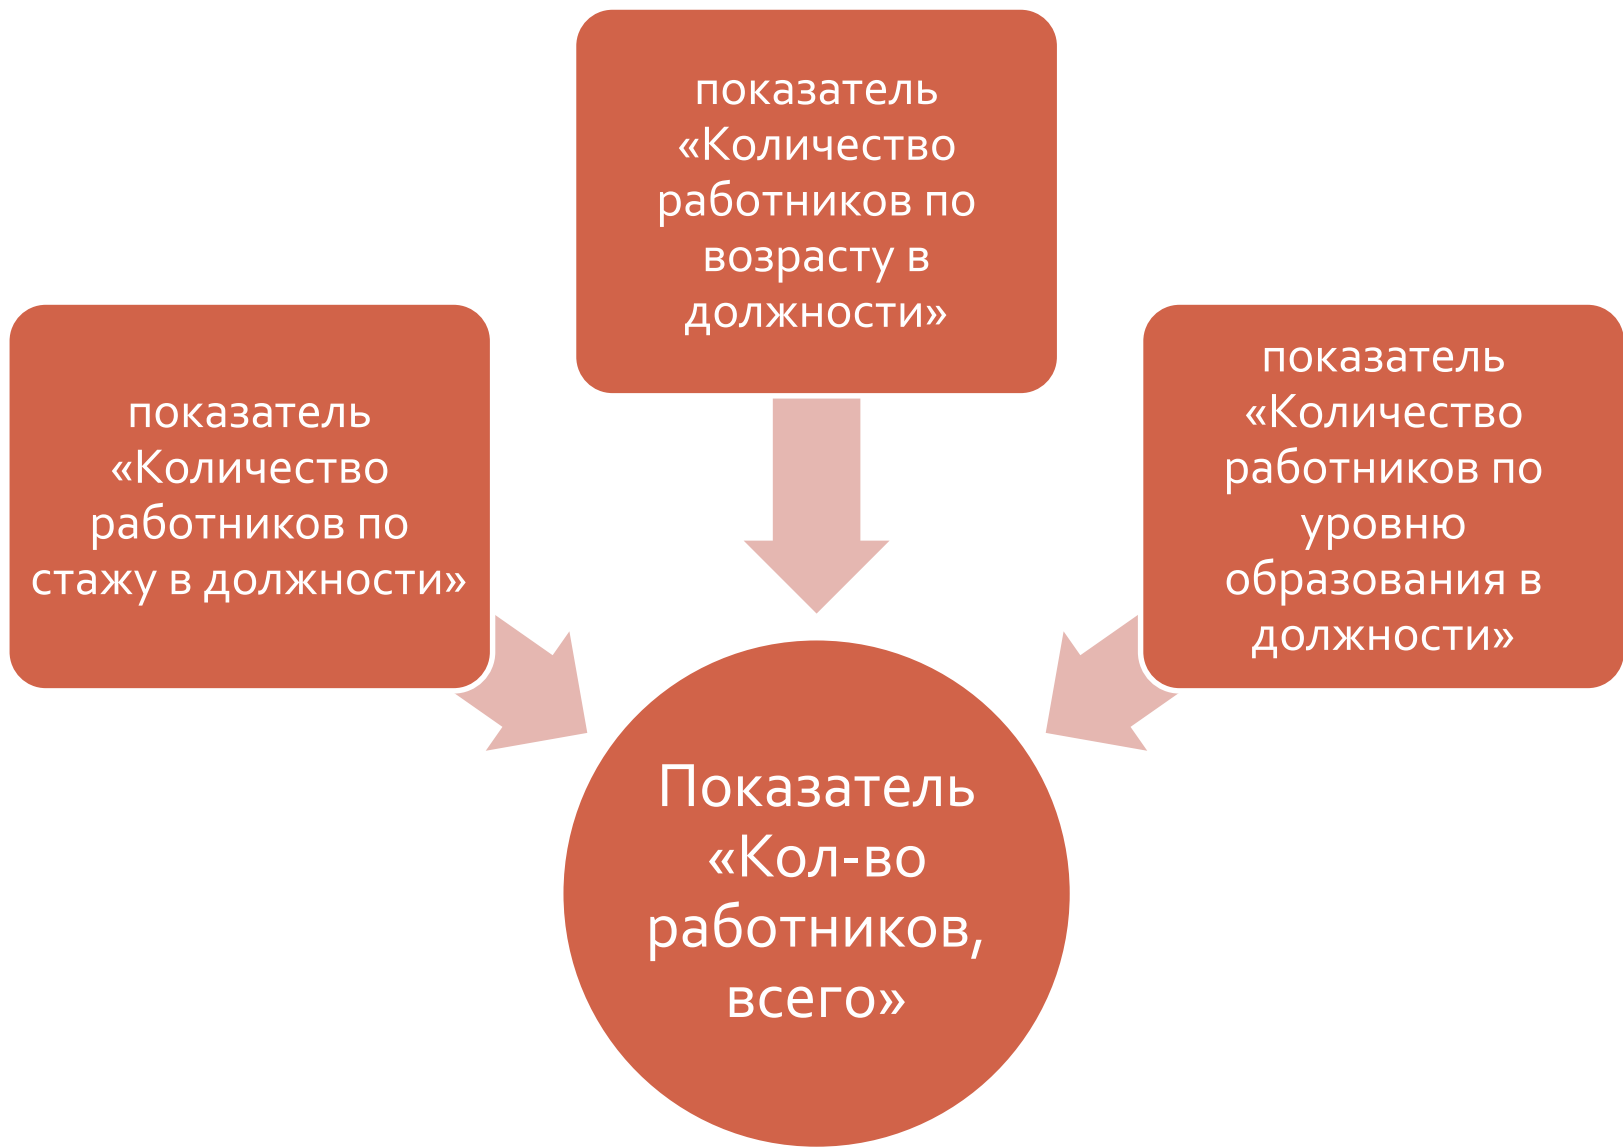 показатель
«Количество
работников по
стажу в должности»
показатель
«Количество
работников по
возрасту в
должности»
показатель
«Количество
работников по
уровню
образования в
должности»
Показатель
«Кол-во
работников,
всего»